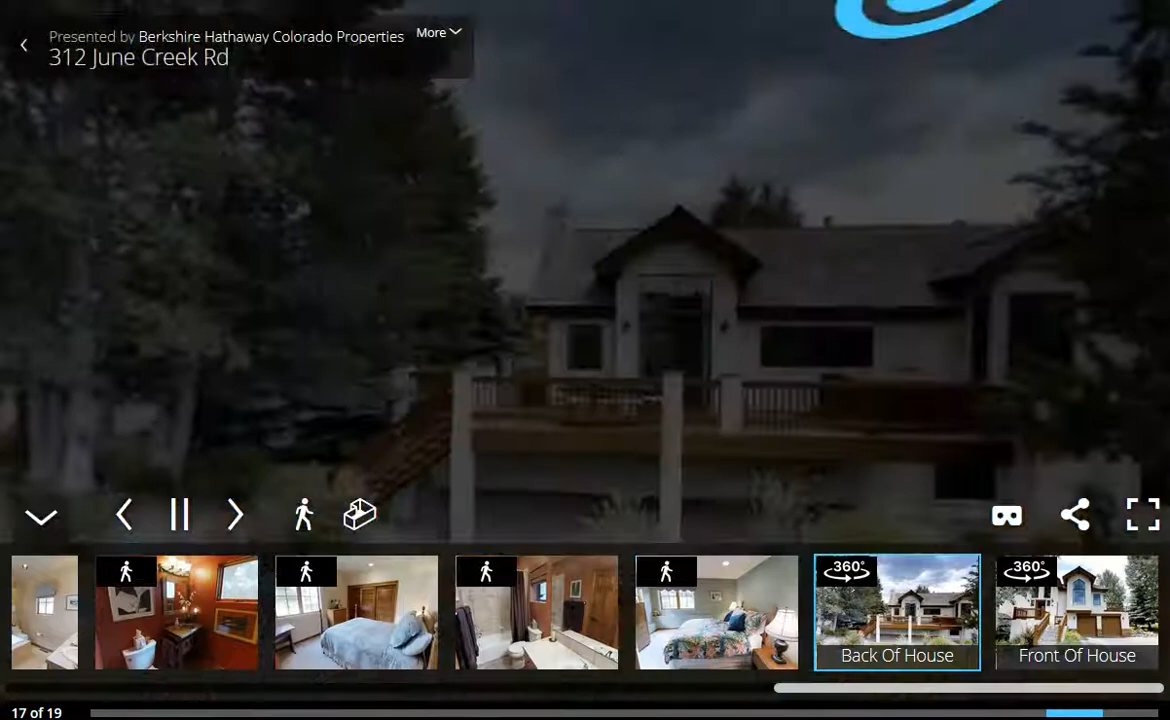 Presented by Berkshire Hathaway Colorado Properties More
312 June Creek Rd
360°
Back Of House
360°
Front Of House
17 of 19